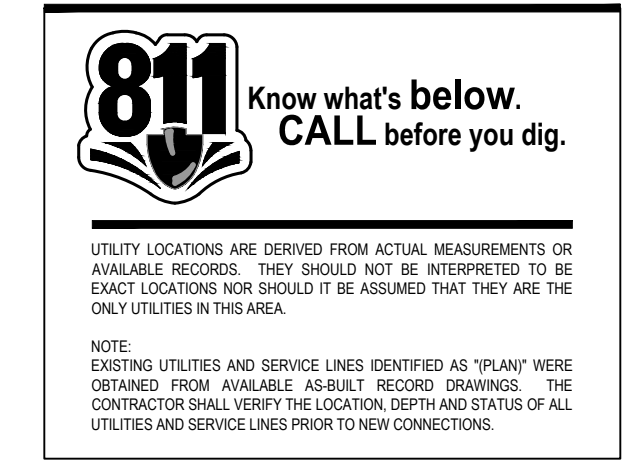 811
Know what's below.
CALL before you dig.
UTILITY LOCATIONS ARE DERIVED FROM ACTUAL MEASUREMENTS OR
AVAILABLE RECORDS. THEY SHOULD NOT BE INTERPRETED TO BE
EXACT LOCATIONS NOR SHOULD IT BE ASSUMED THAT THEY ARE THE
ONLY UTILITIES IN THIS AREA.
NOTE:
EXISTING UTILITIES AND SERVICE LINES IDENTIFIED AS "(PLAN)" WERE
OBTAINED FROM AVAILABLE AS-BUILT RECORD DRAWINGS. THE
CONTRACTOR SHALL VERIFY THE LOCATION, DEPTH AND STATUS OF ALL
UTILITIES AND SERVICE LINES PRIOR TO NEW CONNECTIONS.